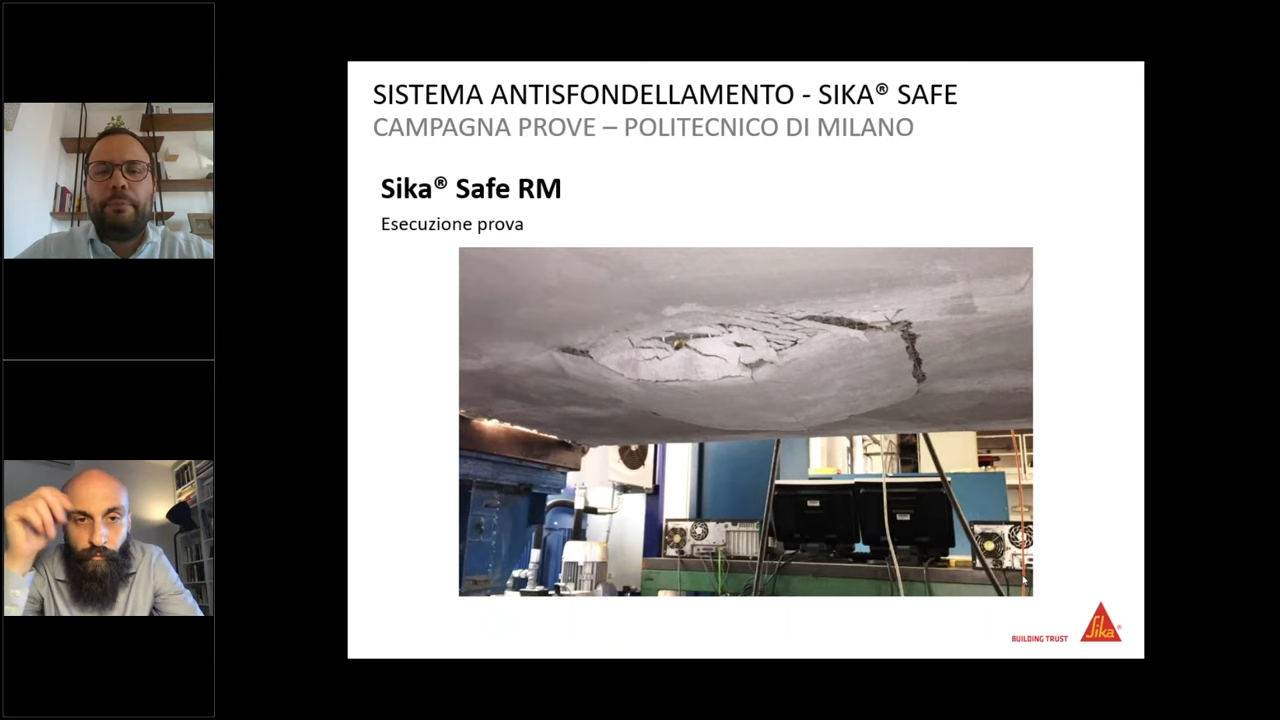 SISTEMA ANTISFONDELLAMENTO - SIKA® SAFE
CAMPAGNA PROVE – POLITECNICO DI MILANO
Sika® Safe RM
Esecuzione prova
BUILDING TRUST
Sika®